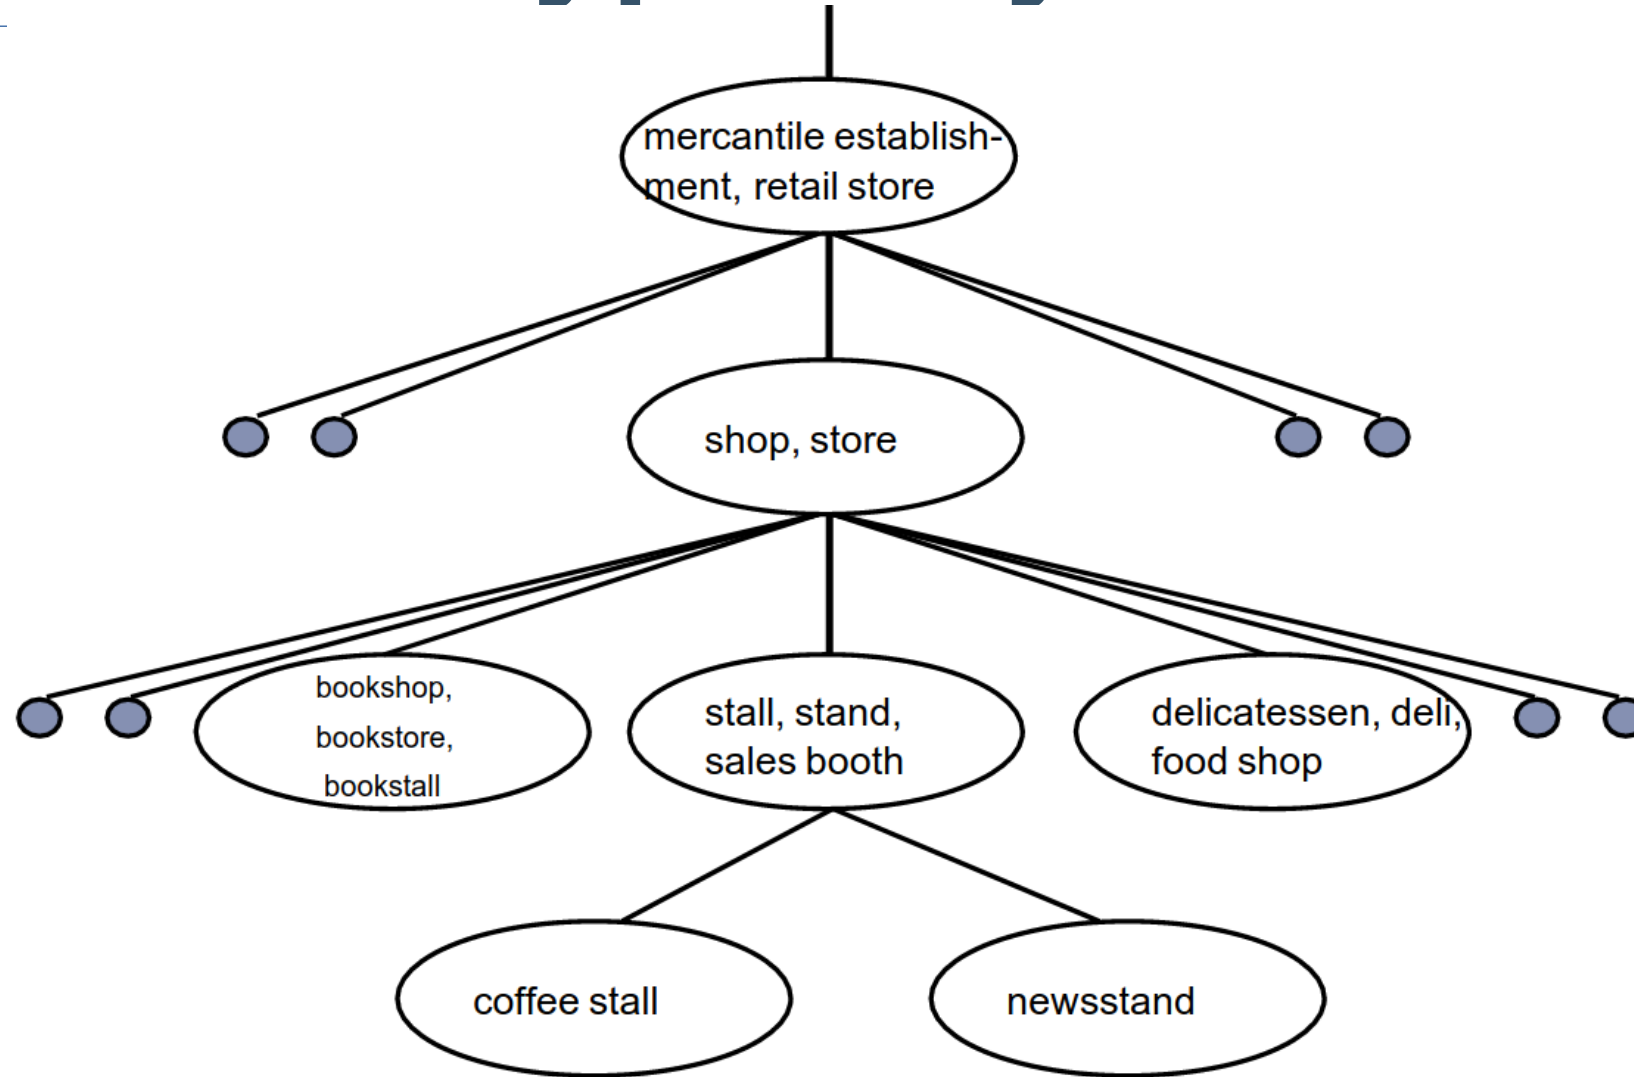 mercantile establish-
ment, retail store
shop, store
bookshop,
bookstore,
bookstall
stall, stand,
sales booth
delicatessen, deli,
food shop
coffee stall
newsstand